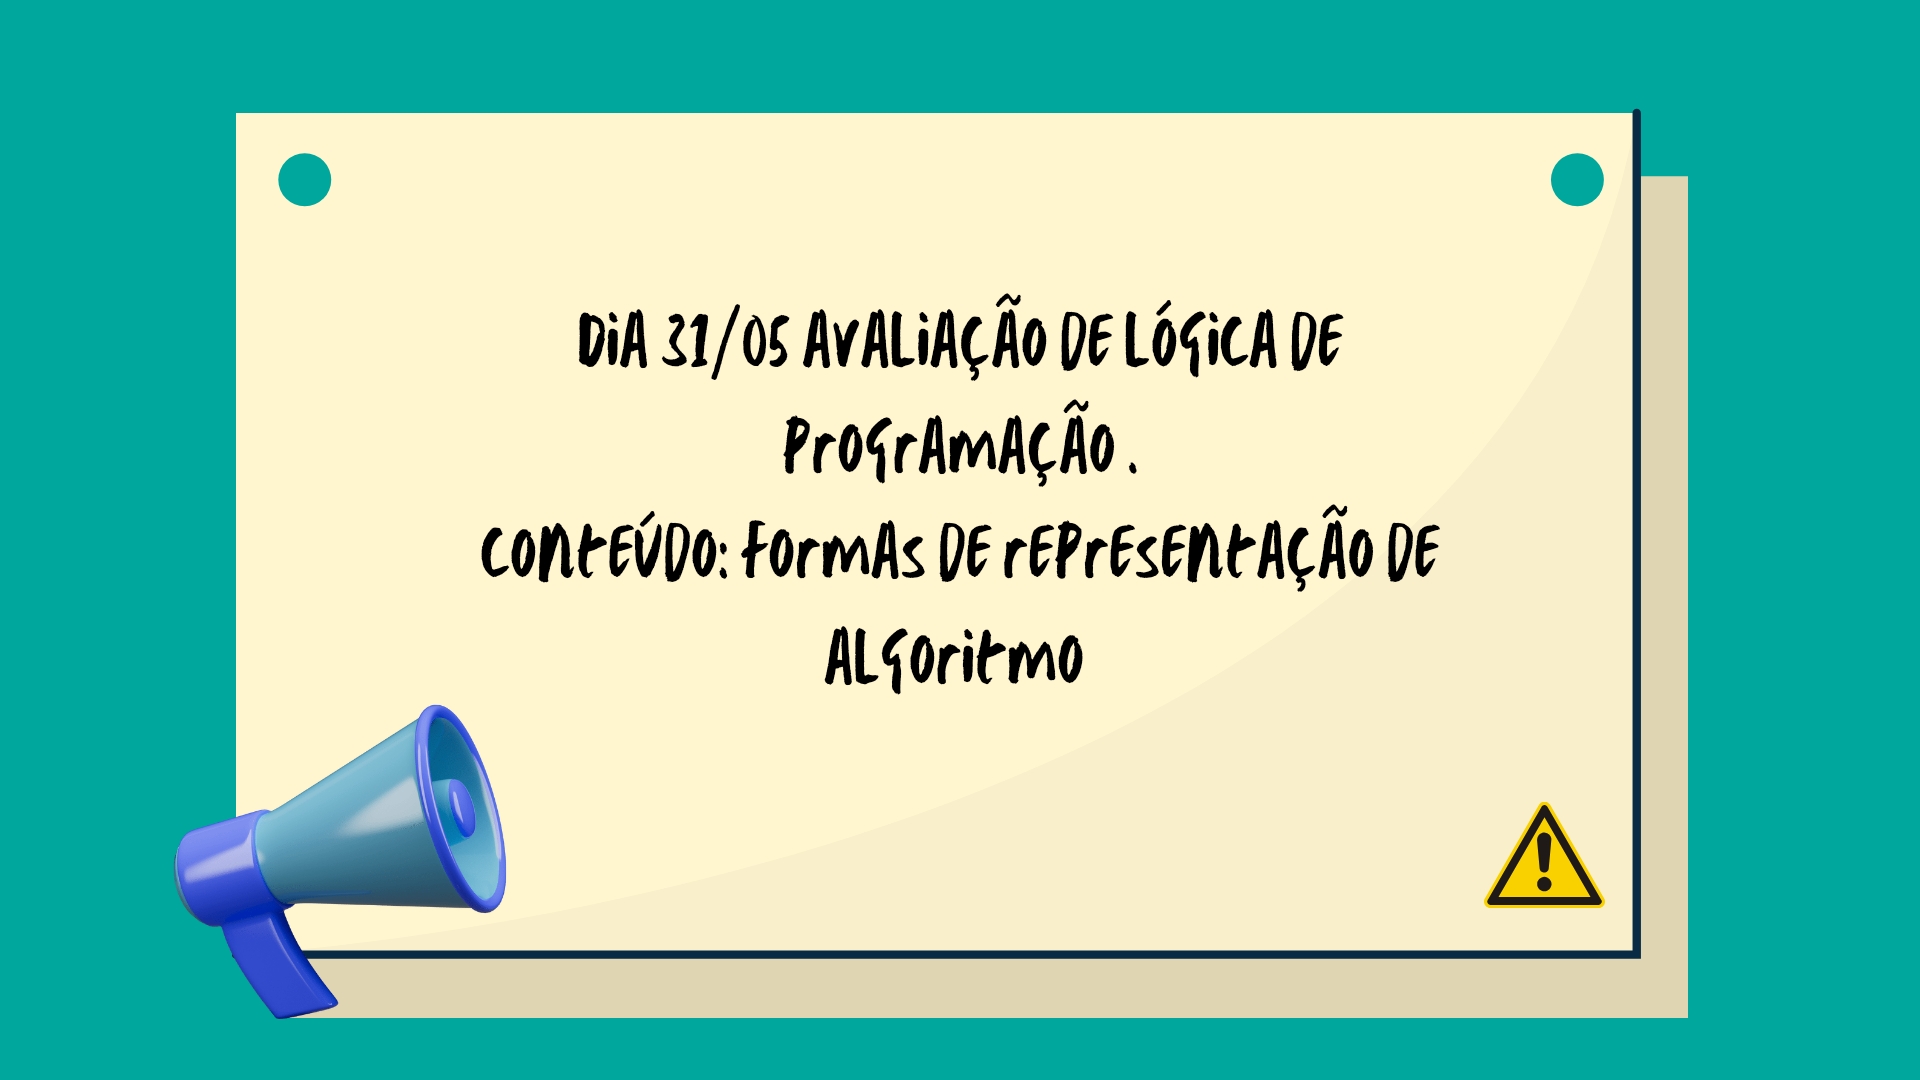 DIA 31/05 AVALIAÇÃO DE LÓGICA DE
PROGRAMAÇÃO .
CONTEÚDO: FORMAS DE REPRESENTAÇÃO DE
ALGORITMO